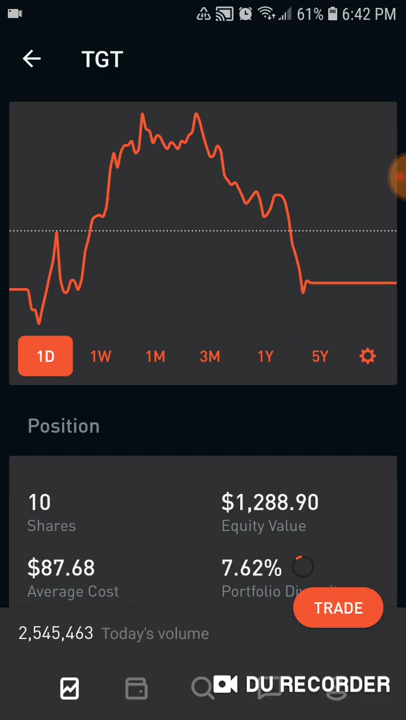 61% 6:42 PM
TGT
1D 1W 1M 3M 1Y 5Y
Position
10 $1,288.90
Shares Equity Value
$87.68 7.62%
Average Cost Portfolio
TRADE
2,545,463 Today's volume
DU RECORDER